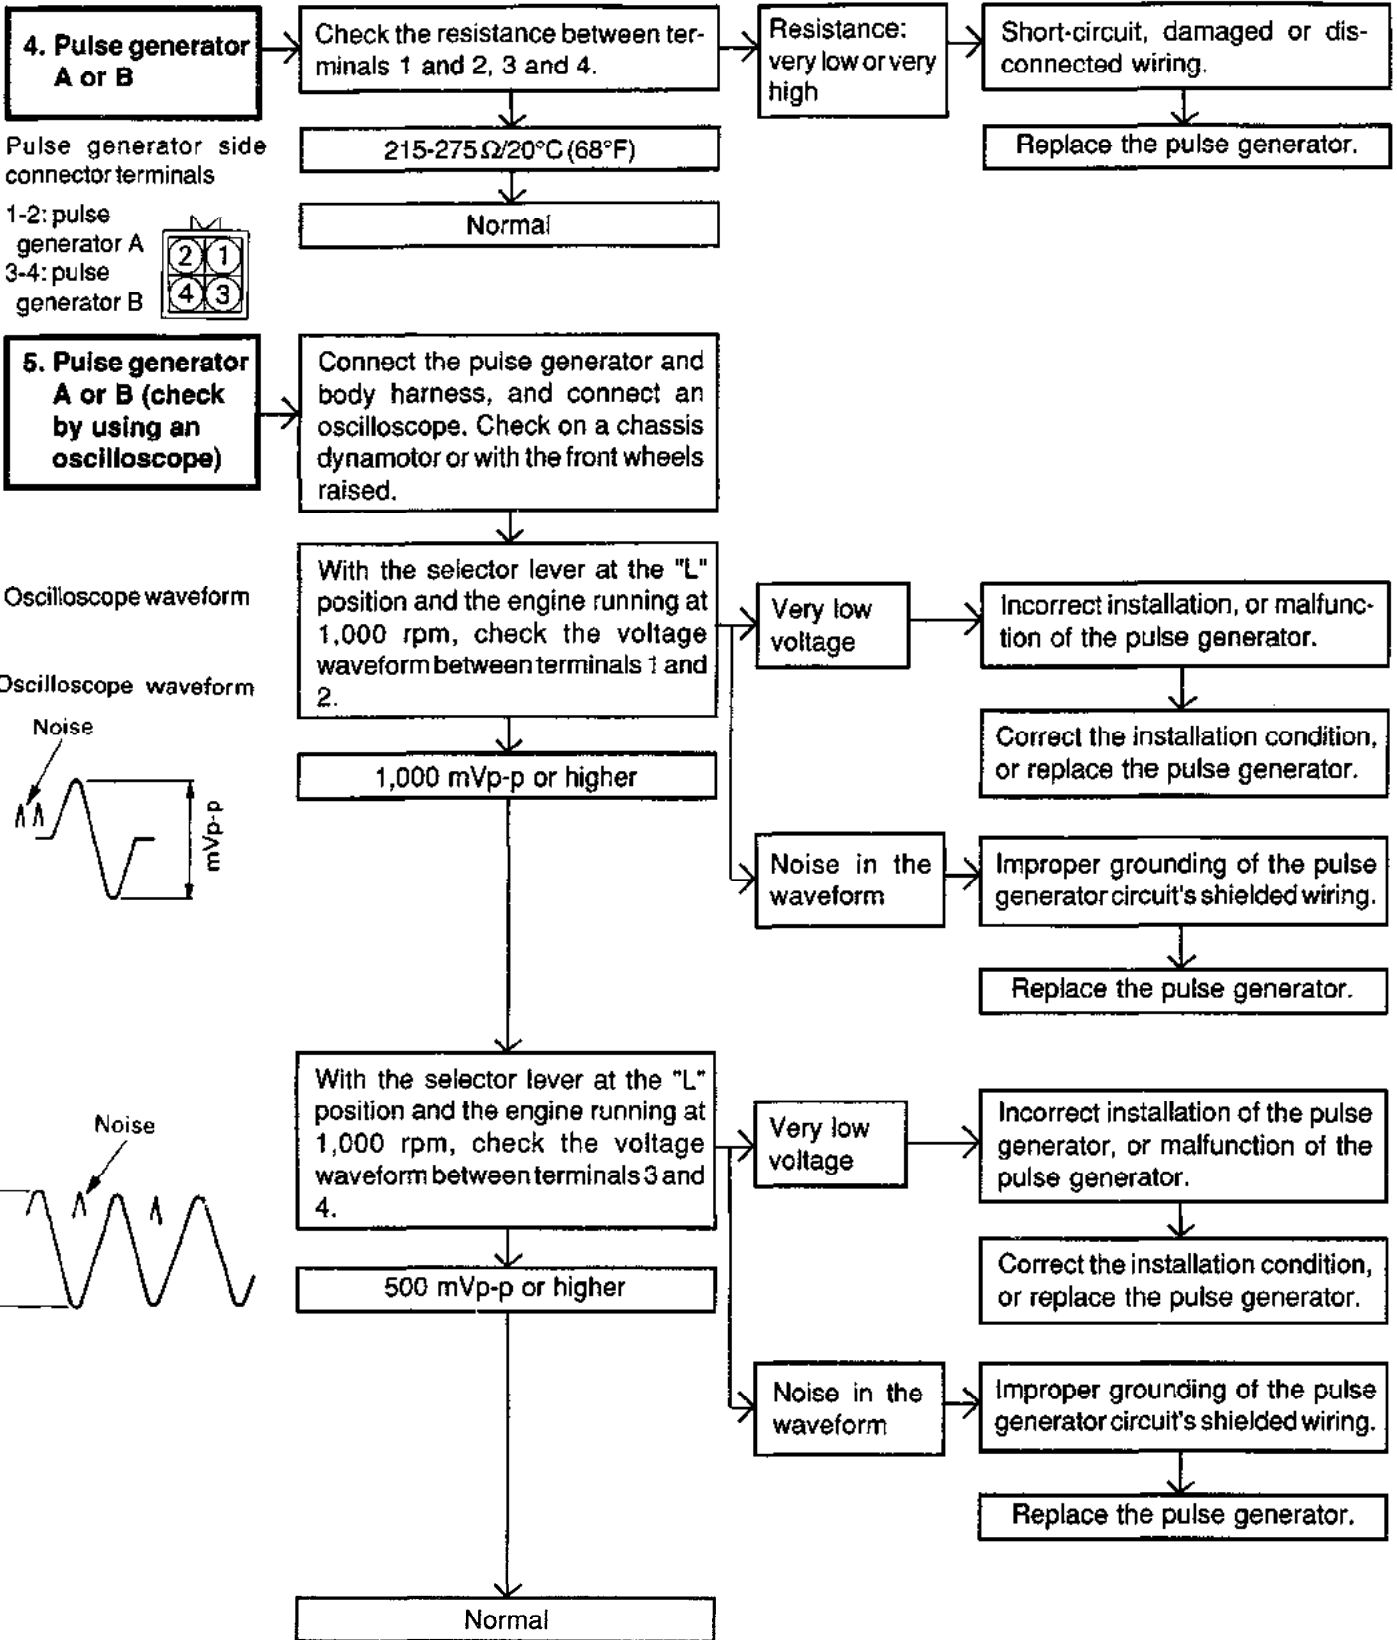 4. Pulse generator
A or B
Check the resistance between ter-
minals 1 and 2, 3 and 4.
Resistance:
very low or very
high
Short-circuit, damaged or dis-
connected wiring.
Replace the pulse generator.
215-275Ω/20°C (68°F)
Normal
Pulse generator side
connector terminals
1-2: pulse
generator A
3-4: pulse
generator B
2 1
4 3
5. Pulse generator
A or B (check
by using an
oscilloscope)
Connect the pulse generator and
body harness, and connect an
oscilloscope. Check on a chassis
dynamotor or with the front wheels
raised.
With the selector lever at the "L"
position and the engine running at
1,000 rpm, check the voltage
waveform between terminals 1 and
2.
Very low
voltage
Incorrect installation, or malfunc-
tion of the pulse generator.
Correct the installation condition,
or replace the pulse generator.
Oscilloscope waveform
Oscilloscope waveform
Noise
mVp-p
1,000 mVp-p or higher
Noise in the
waveform
Improper grounding of the pulse
generator circuit's shielded wiring.
Replace the pulse generator.
With the selector lever at the "L"
position and the engine running at
1,000 rpm, check the voltage
waveform between terminals 3 and
4.
Very low
voltage
Incorrect installation of the pulse
generator, or malfunction of the
pulse generator.
Correct the installation condition,
or replace the pulse generator.
Noise
500 mVp-p or higher
Noise in the
waveform
Improper grounding of the pulse
generator circuit's shielded wiring.
Replace the pulse generator.
Normal